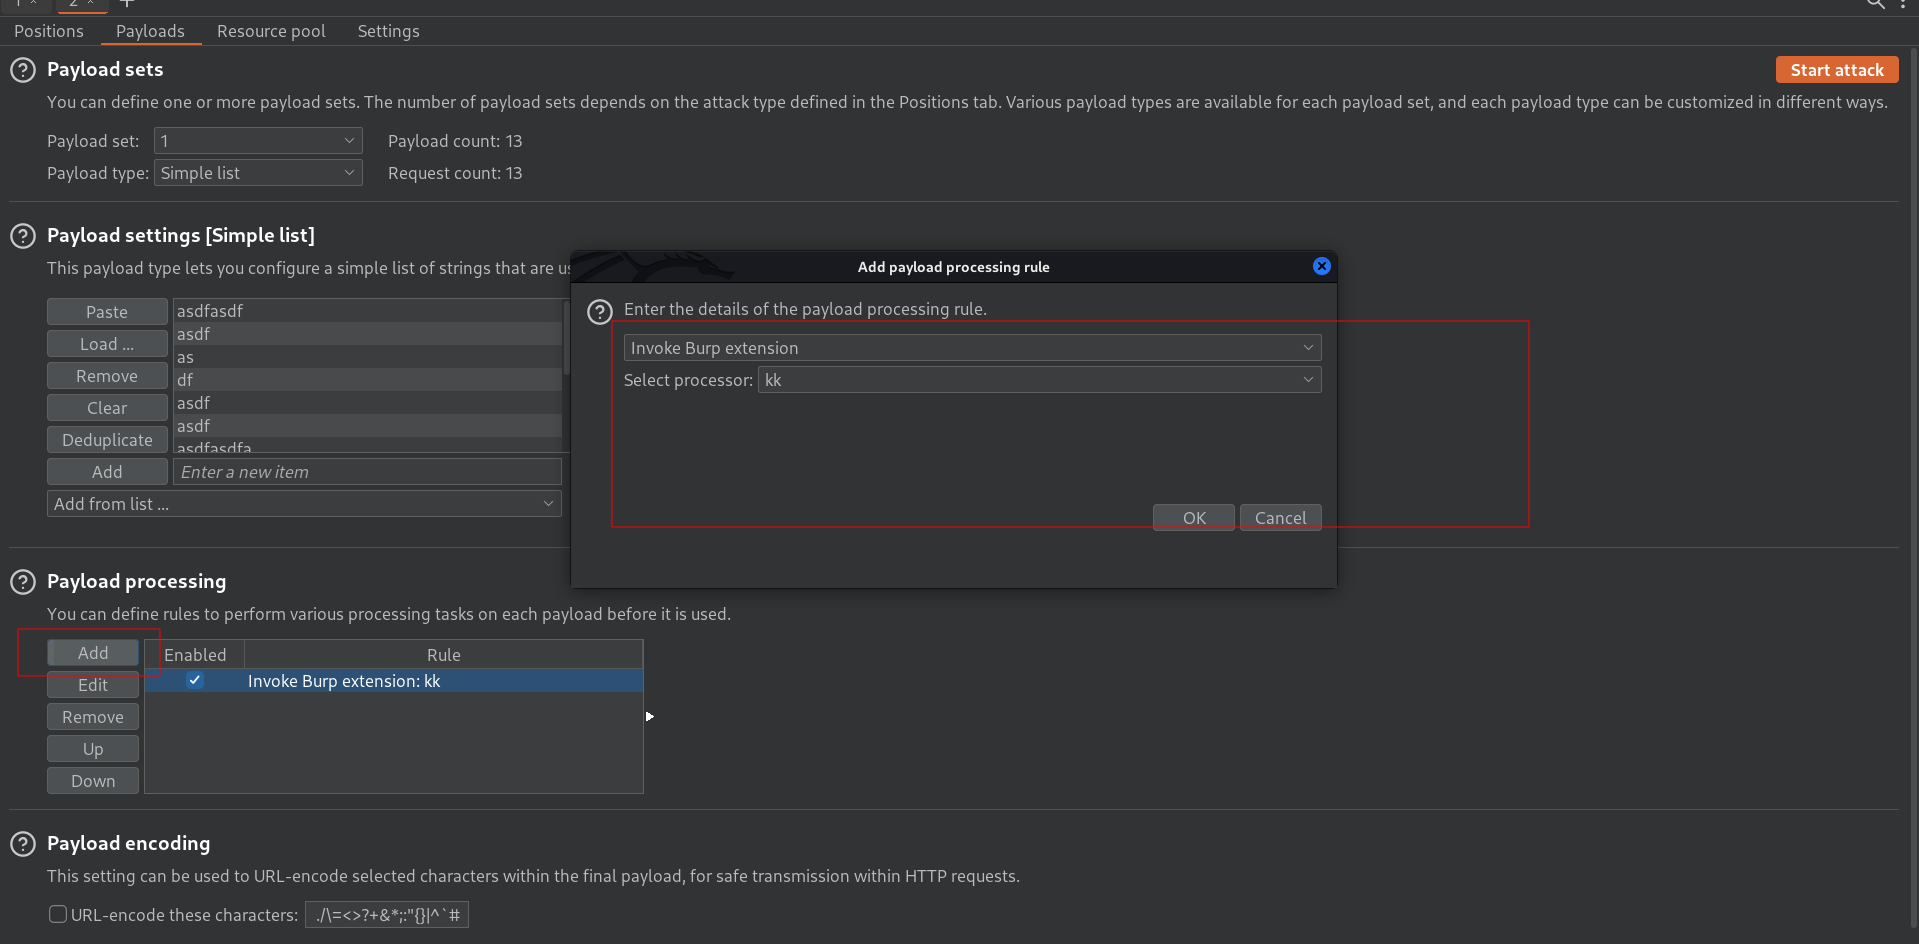 1 × 2 × +
Positions Payloads Resource pool Settings
Payload sets
Start attack
You can define one or more payload sets. The number of payload sets depends on the attack type defined in the Positions tab. Various payload types are available for each payload set, and each payload type can be customized in different ways.
Payload set: 1 Payload count: 13
Payload type: Simple list Request count: 13
Payload settings [Simple list]
This payload type lets you configure a simple list of strings that are
Paste
Load ...
Remove
Clear
Deduplicate
Add
asdfasdf
asdf
as
df
asdf
asdf
asdfasdfa
Enter a new item
Add from list ...
Add payload processing rule
Enter the details of the payload processing rule.
Invoke Burp extension
Select processor: kk
OK Cancel
Payload processing
You can define rules to perform various processing tasks on each payload before it is used.
Add
Edit
Remove
Up
Down
Enabled Rule
Invoke Burp extension: kk
Payload encoding
This setting can be used to URL-encode selected characters within the final payload, for safe transmission within HTTP requests.
URL-encode these characters: ./\=<>?+&*;:"{}|^`#